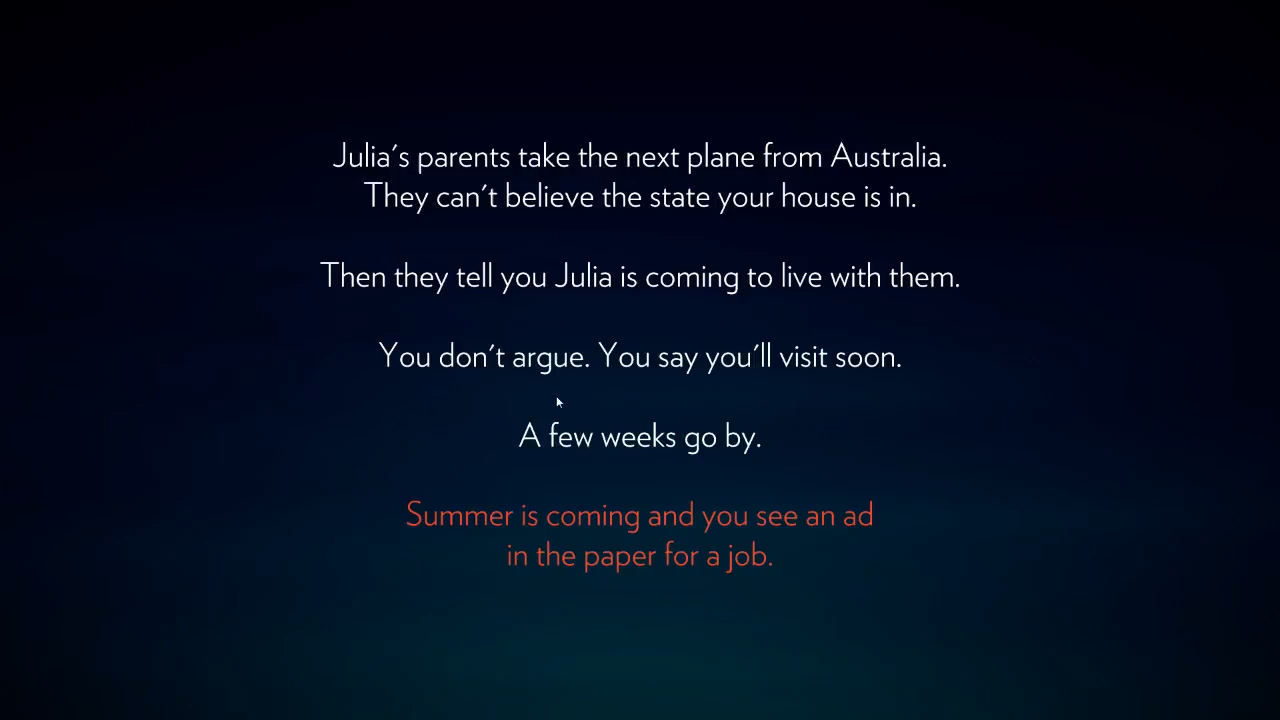 Julia's parents take the next plane from Australia.
They can't believe the state your house is in.
Then they tell you Julia is coming to live with them.
You don't argue. You say you'll visit soon.
A few weeks go by.
Summer is coming and you see an ad
in the paper for a job.